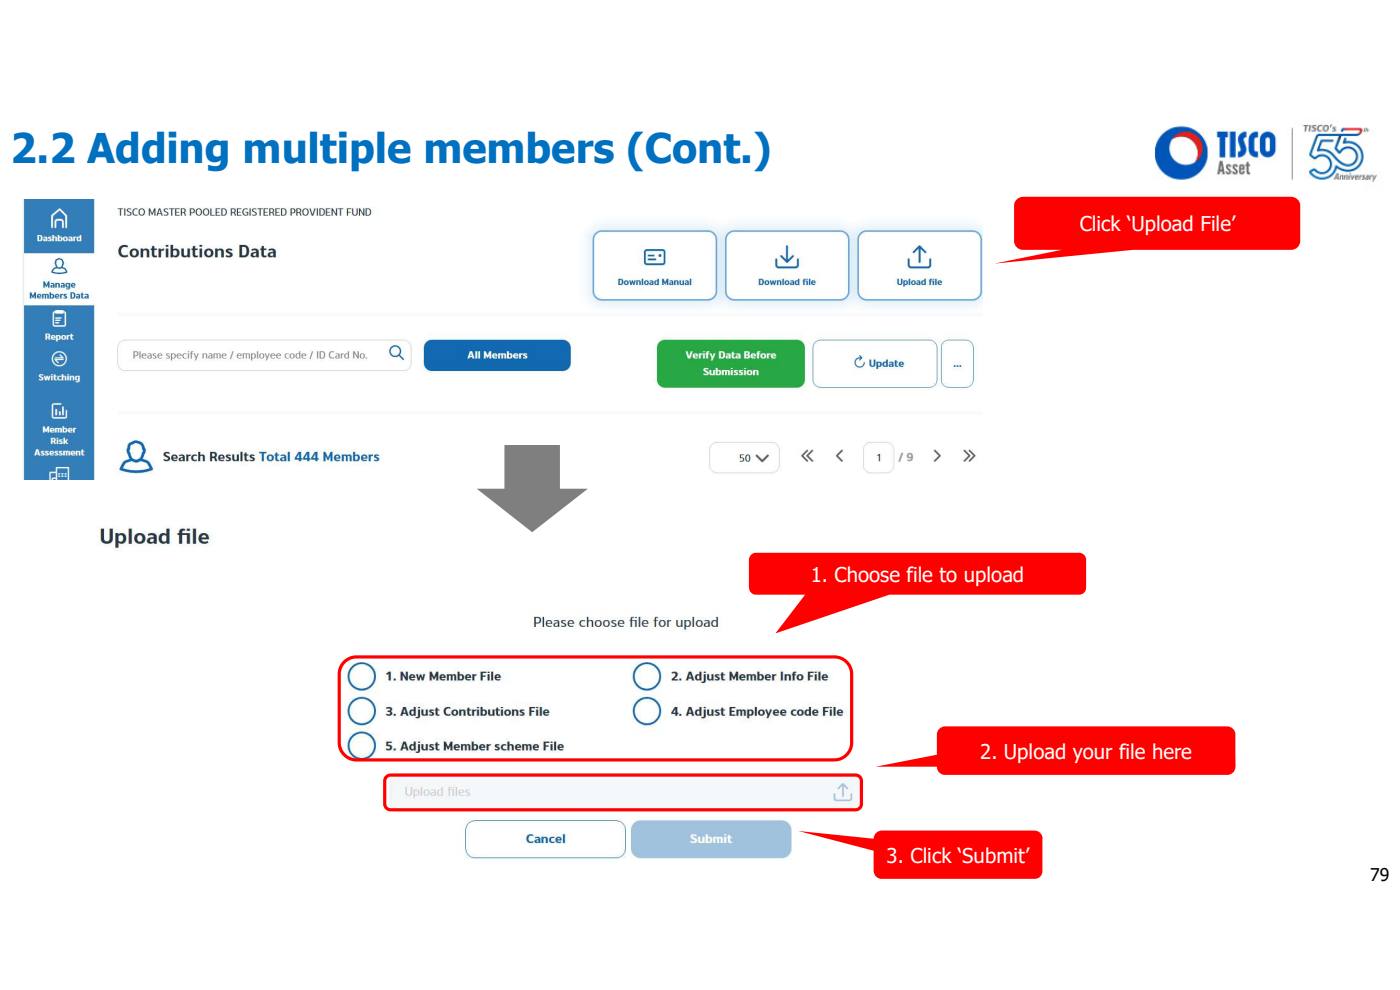 2.2 Adding multiple members (Cont.)
TISCO
Asset
TISCO's
55th
Anniversary
Click ‘Upload File’
Dashboard
Manage
Members Data
Report
Switching
Member
Risk
Assessment
TISCO MASTER POOLED REGISTERED PROVIDENT FUND
Contributions Data
Download Manual
Download file
Upload file
Please specify name / employee code / ID Card No.
All Members
Verify Data Before
Submission
Update
...
Search Results Total 444 Members
50
1 / 9
Upload file
1. Choose file to upload
Please choose file for upload
1. New Member File
2. Adjust Member Info File
3. Adjust Contributions File
4. Adjust Employee code File
5. Adjust Member scheme File
2. Upload your file here
Upload files
Cancel
Submit
3. Click ‘Submit’
79